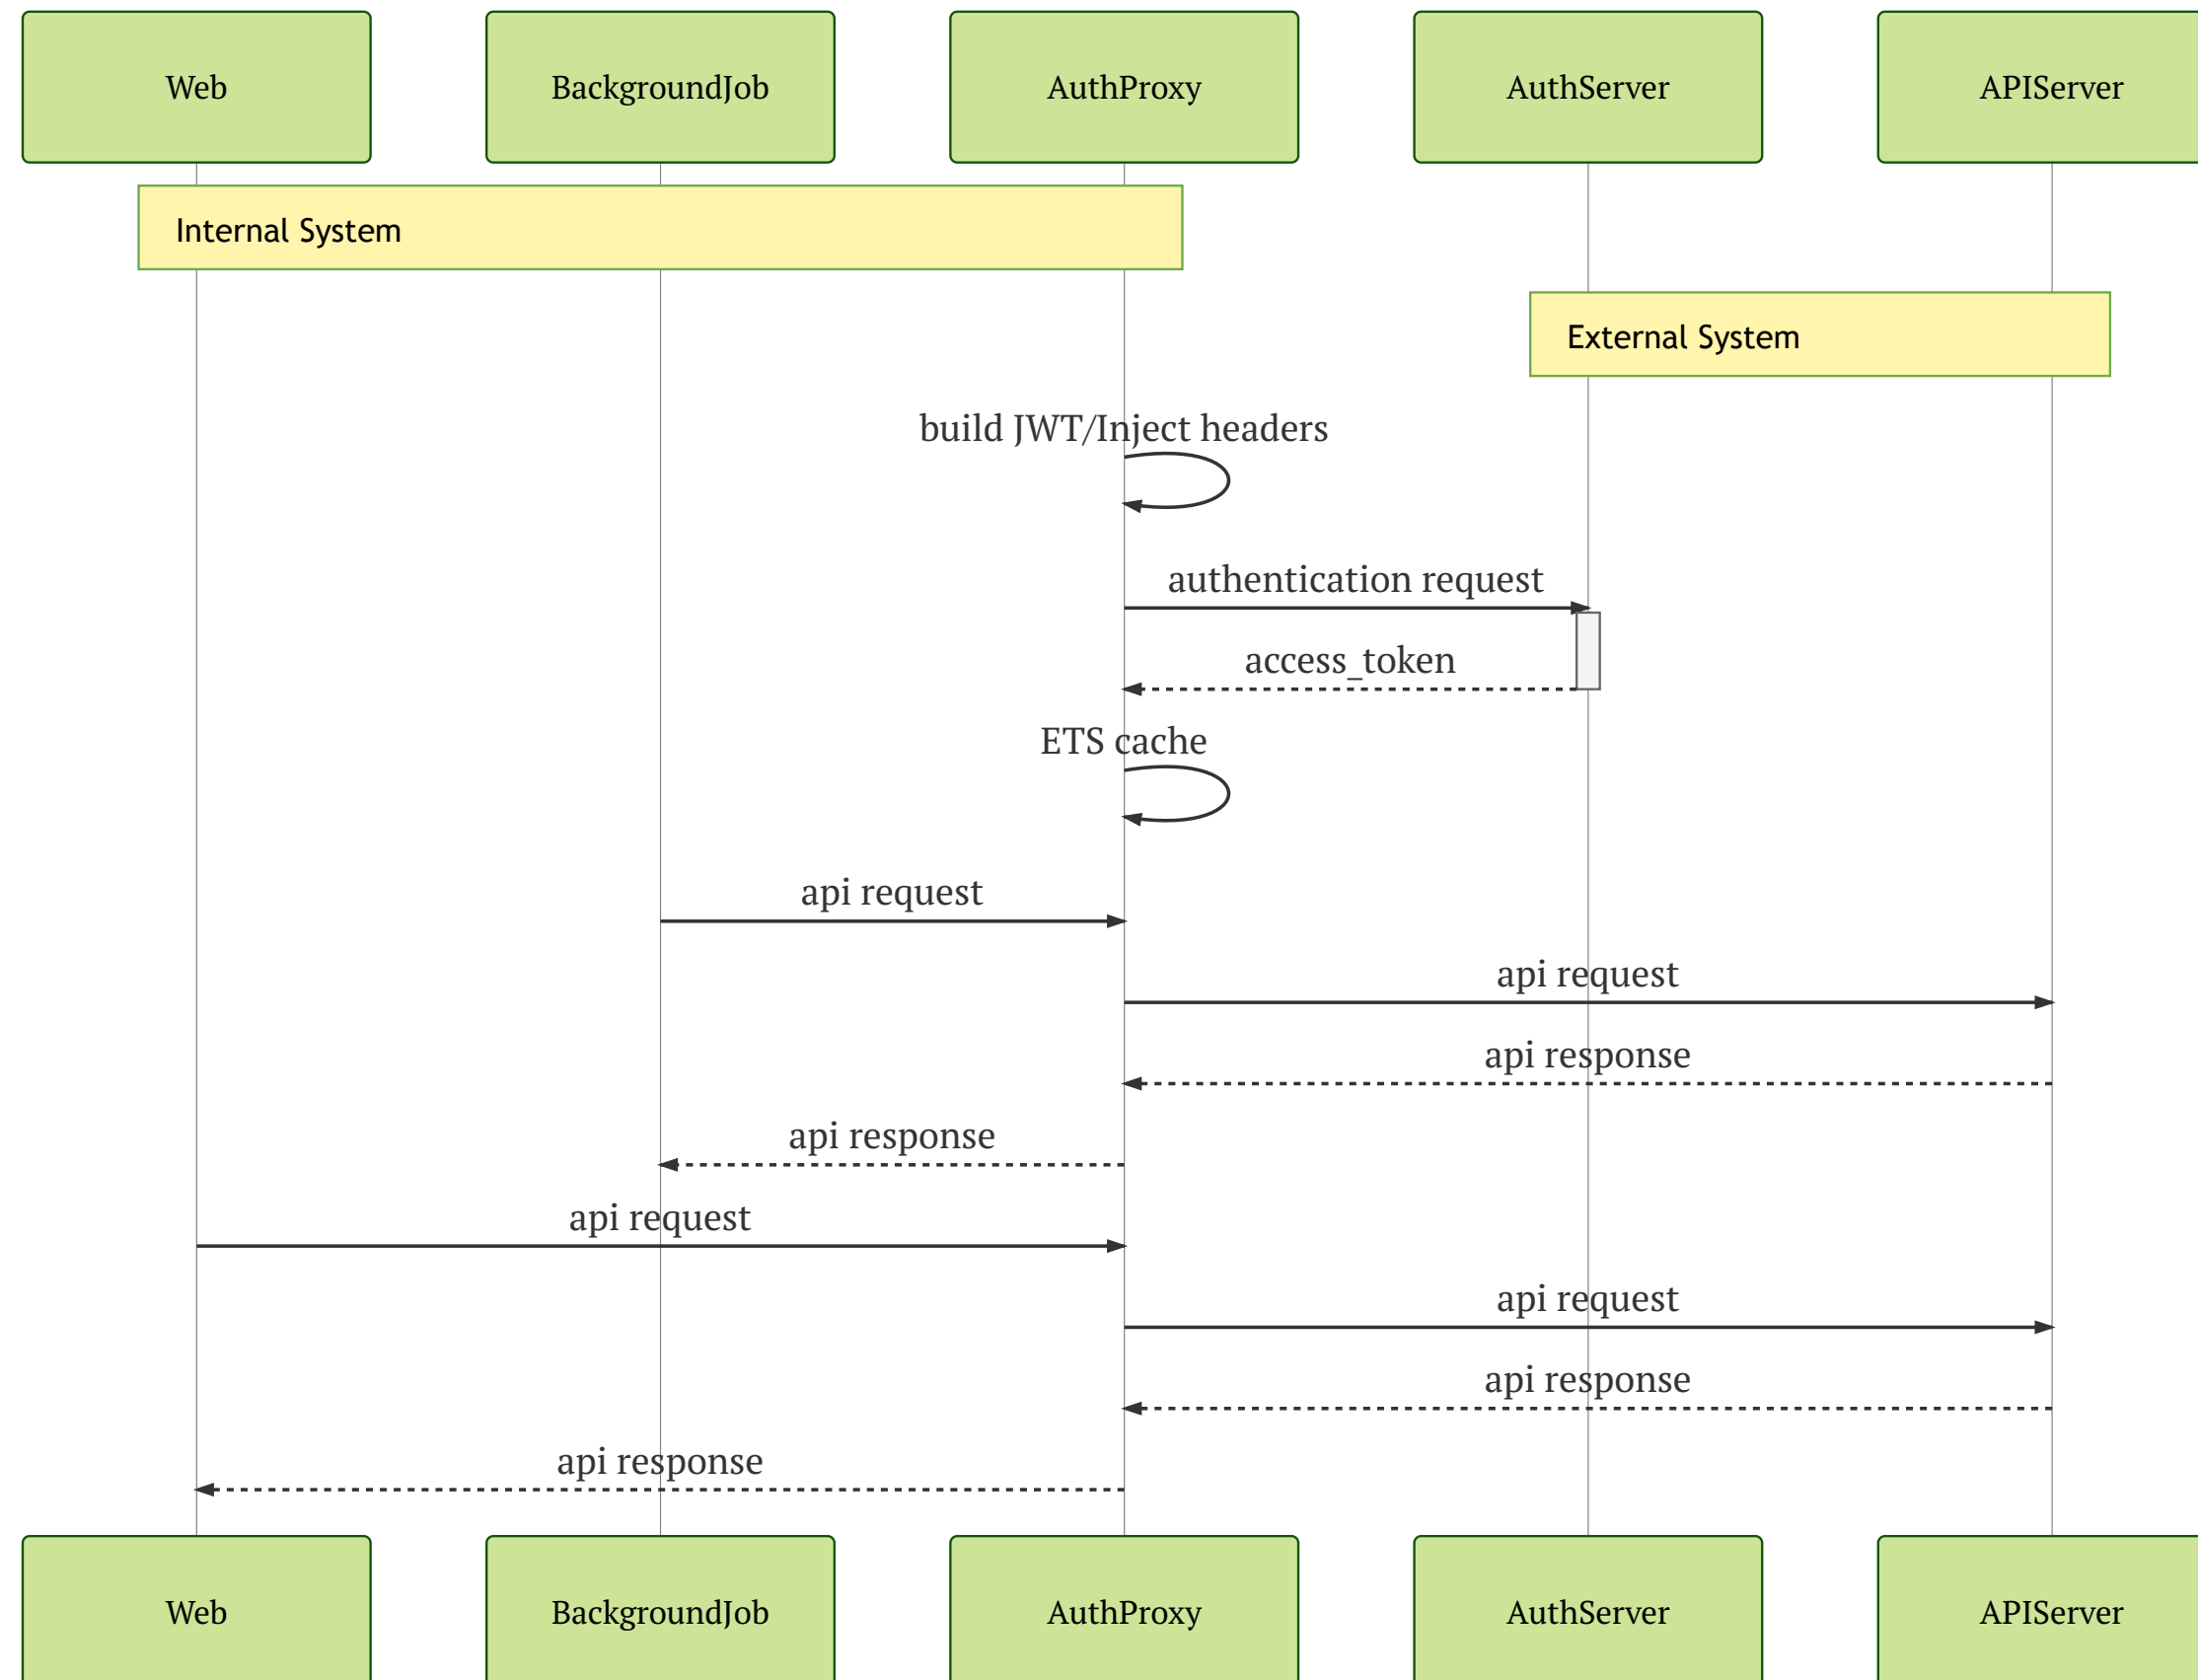 Web
BackgroundJob
AuthProxy
AuthServer
APIServer
Internal System
External System
build JWT/Inject headers
authentication request
access_token
ETS cache
api request
api request
api response
api response
api request
api request
api response
api response
Web
BackgroundJob
AuthProxy
AuthServer
APIServer